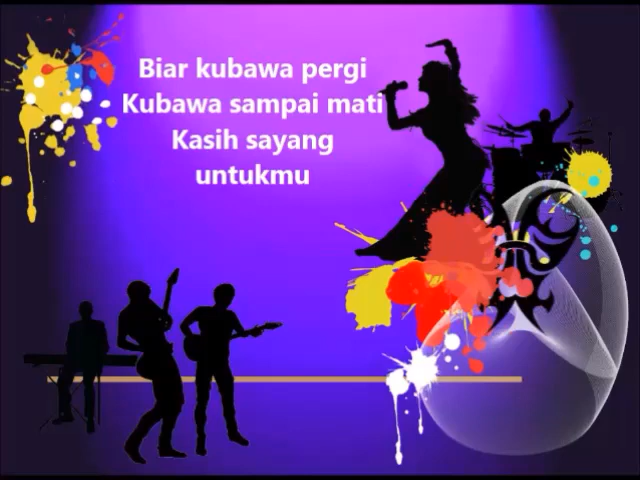 Biar kubawa pergi
Kubawa sampai mati
Kasih sayang
untukmu